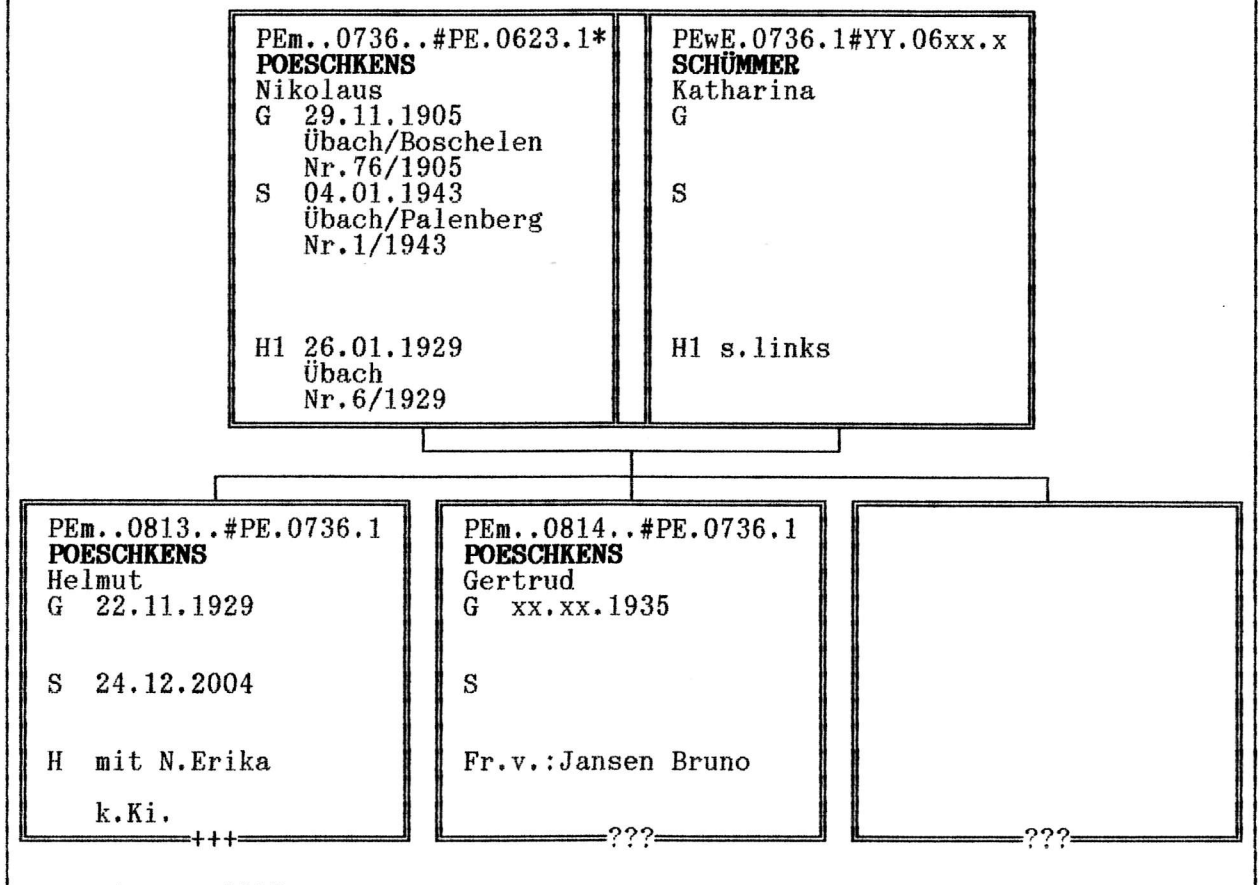 PEm..0736..#PE.0623.1*
POESCHKENS
Nikolaus
G 29.11.1905
Übach/Boschelen
Nr.76/1905
S 04.01.1943
Übach/Palenberg
Nr.1/1943
H1 26.01.1929
Übach
Nr.6/1929
PEwE.0736.1#YY.06xx.x
SCHÜMMER
Katharina
G
S
H1 s.links
PEm..0813..#PE.0736.1
POESCHKENS
Helmut
G 22.11.1929
S 24.12.2004
H mit N.Erika
k.Ki.
+++
PEm..0814..#PE.0736.1
POESCHKENS
Gertrud
G xx.xx.1935
S
Fr.v.:Jansen Bruno
???
???